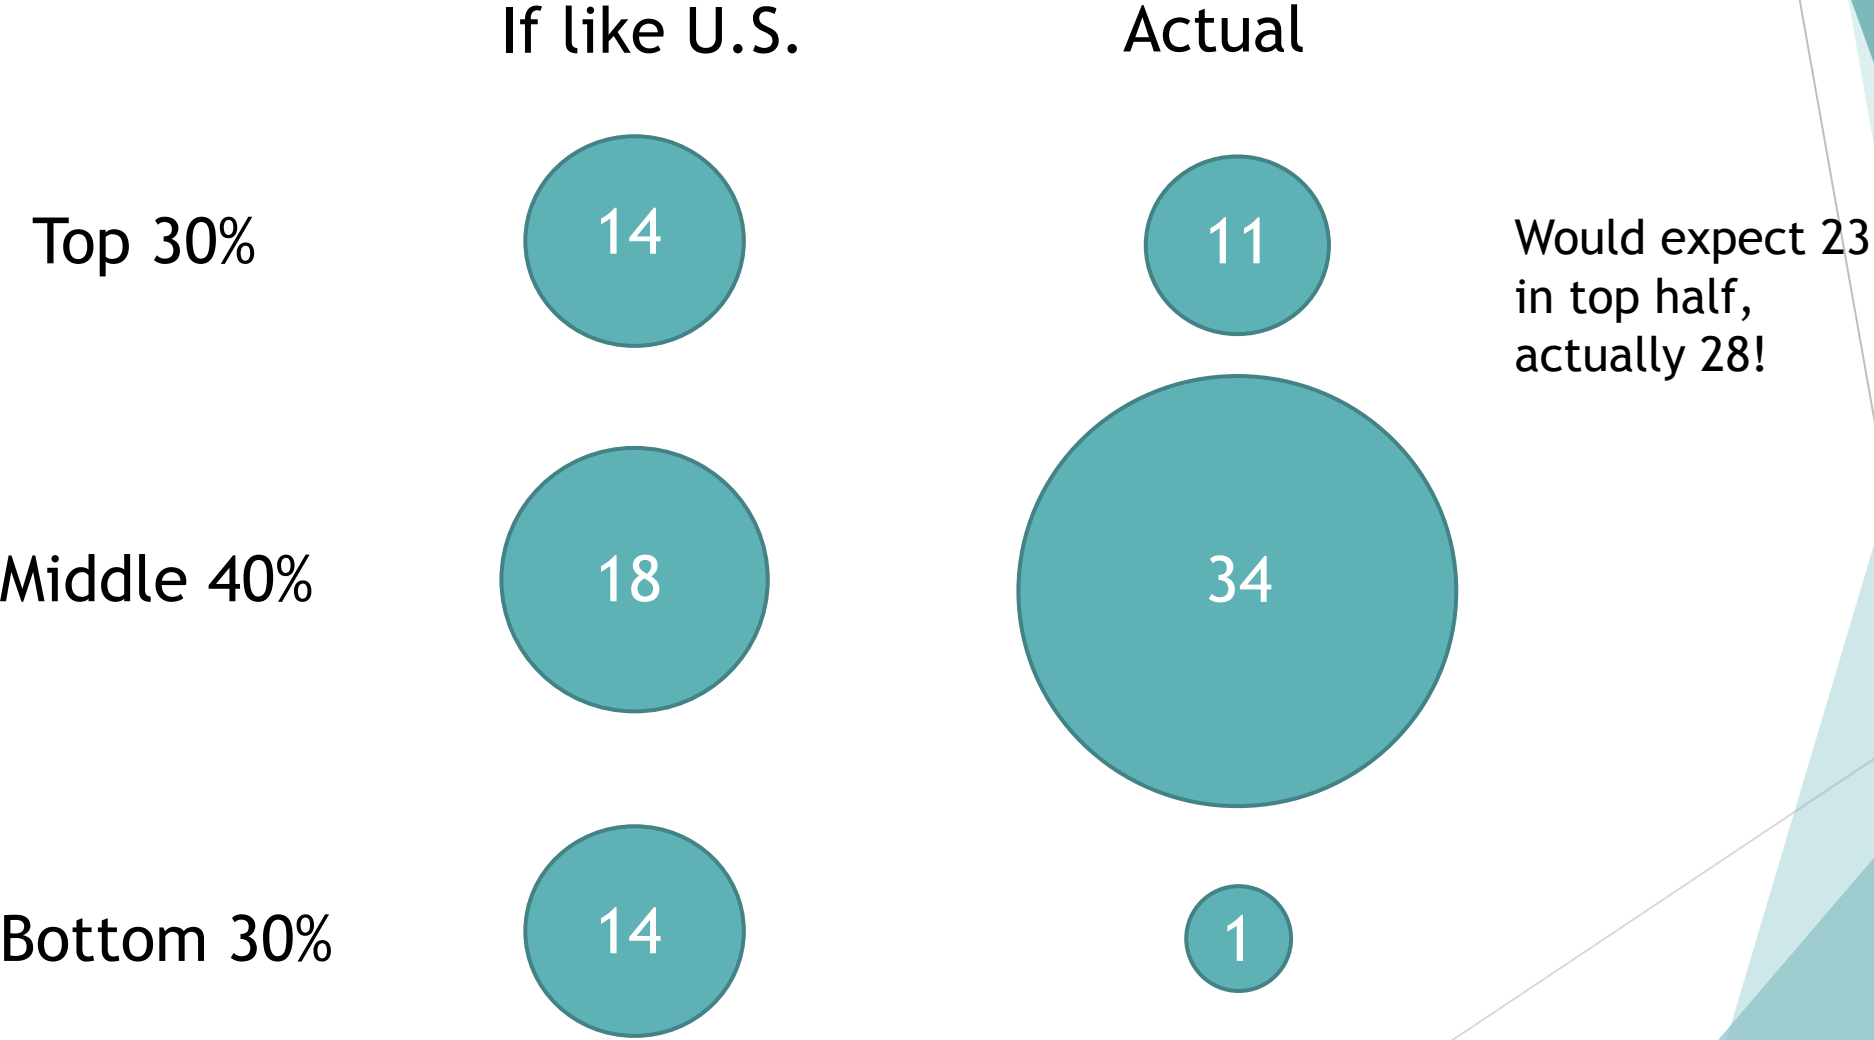 If like U.S. Actual
Top 30% 14 11
Would expect 23
in top half,
actually 28!
Middle 40% 18 34
Bottom 30% 14 1